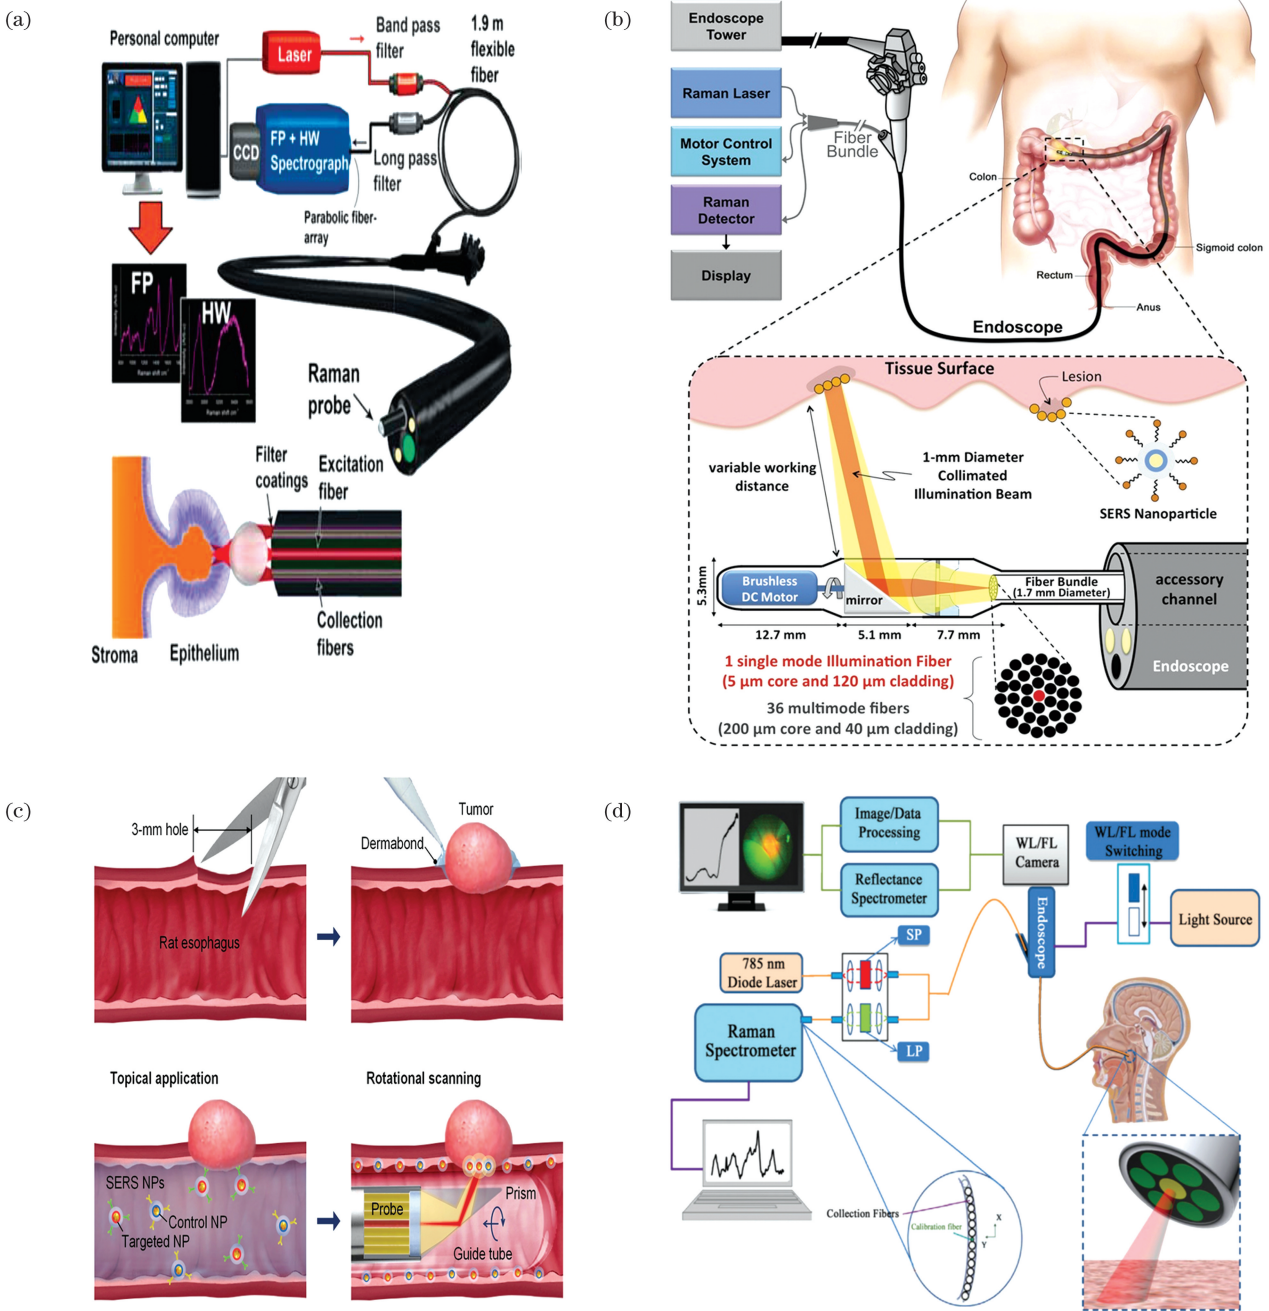 (a)
Personal computer
Laser
Band pass
filter
1.9 m
flexible
fiber
CCD
FP + HW
Spectrograph
Long pass
filter
Parabolic fiber-
array
FP
HW
Raman shift cm⁻¹
Raman shift cm⁻¹
Raman
probe
Filter
coatings
Excitation
fiber
Collection
fibers
Stroma
Epithelium
(b)
Endoscope
Tower
Raman Laser
Motor Control
System
Raman
Detector
Display
Fiber
Bundle
Colon
Sigmoid colon
Rectum
Anus
Endoscope
Tissue Surface
Lesion
variable working
distance
1-mm Diameter
Collimated
Illumination Beam
SERS Nanoparticle
5.3mm
Brushless
DC Motor
mirror
Fiber Bundle
(1.7 mm Diameter)
accessory
channel
Endoscope
12.7 mm
5.1 mm
7.7 mm
1 single mode Illumination Fiber
(5 µm core and 120 µm cladding)
36 multimode fibers
(200 µm core and 40 µm cladding)
(c)
3-mm hole
Rat esophagus
Tumor
Dermabond
Topical application
SERS NPs
Control NP
Targeted NP
Rotational scanning
Probe
Prism
Guide tube
(d)
Image/Data
Processing
Reflectance
Spectrometer
WL/FL
Camera
WL/FL mode
Switching
Endoscope
Light Source
SP
785 nm
Diode Laser
Raman
Spectrometer
LP
Collection Fibers
Calibration fiber
X
Y